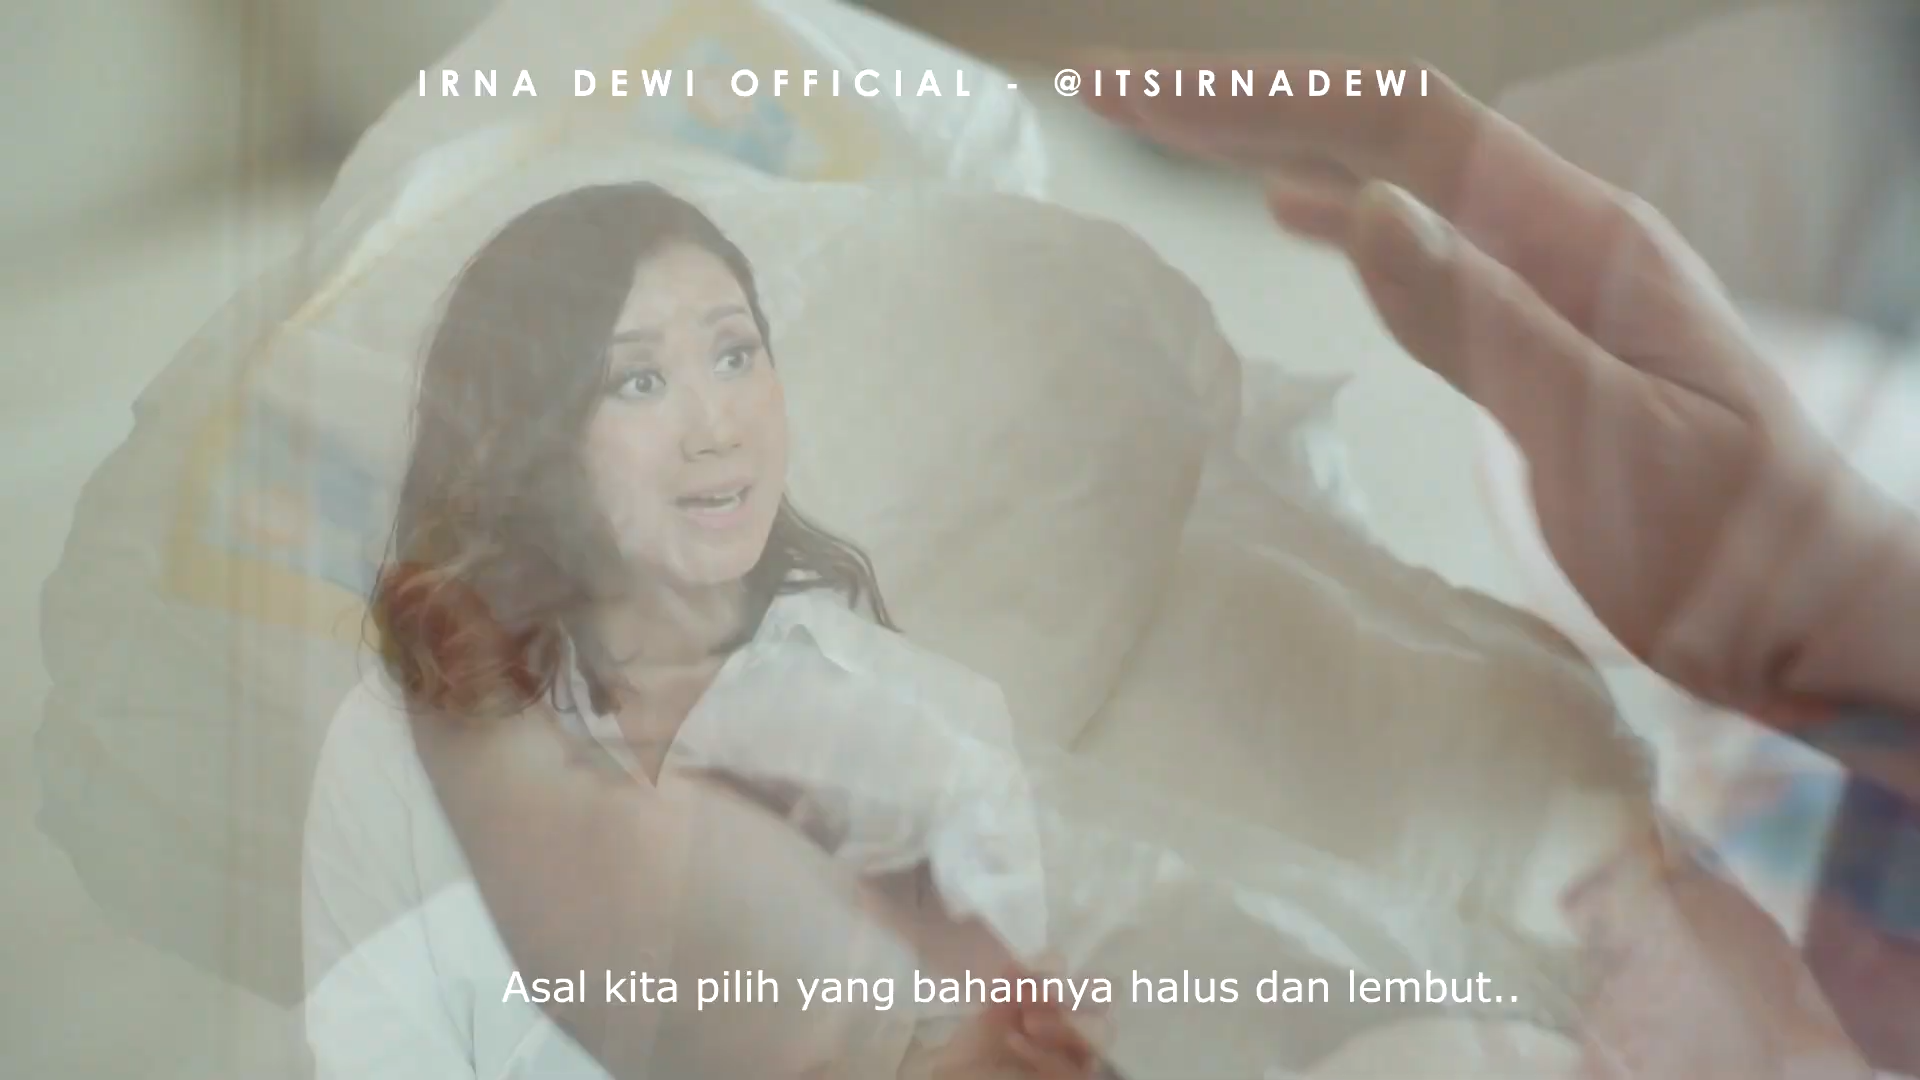 IRNA DEWI OFFICIAL - @ITSIRNADEWI
Asal kita pilih yang bahannya halus dan lembut..